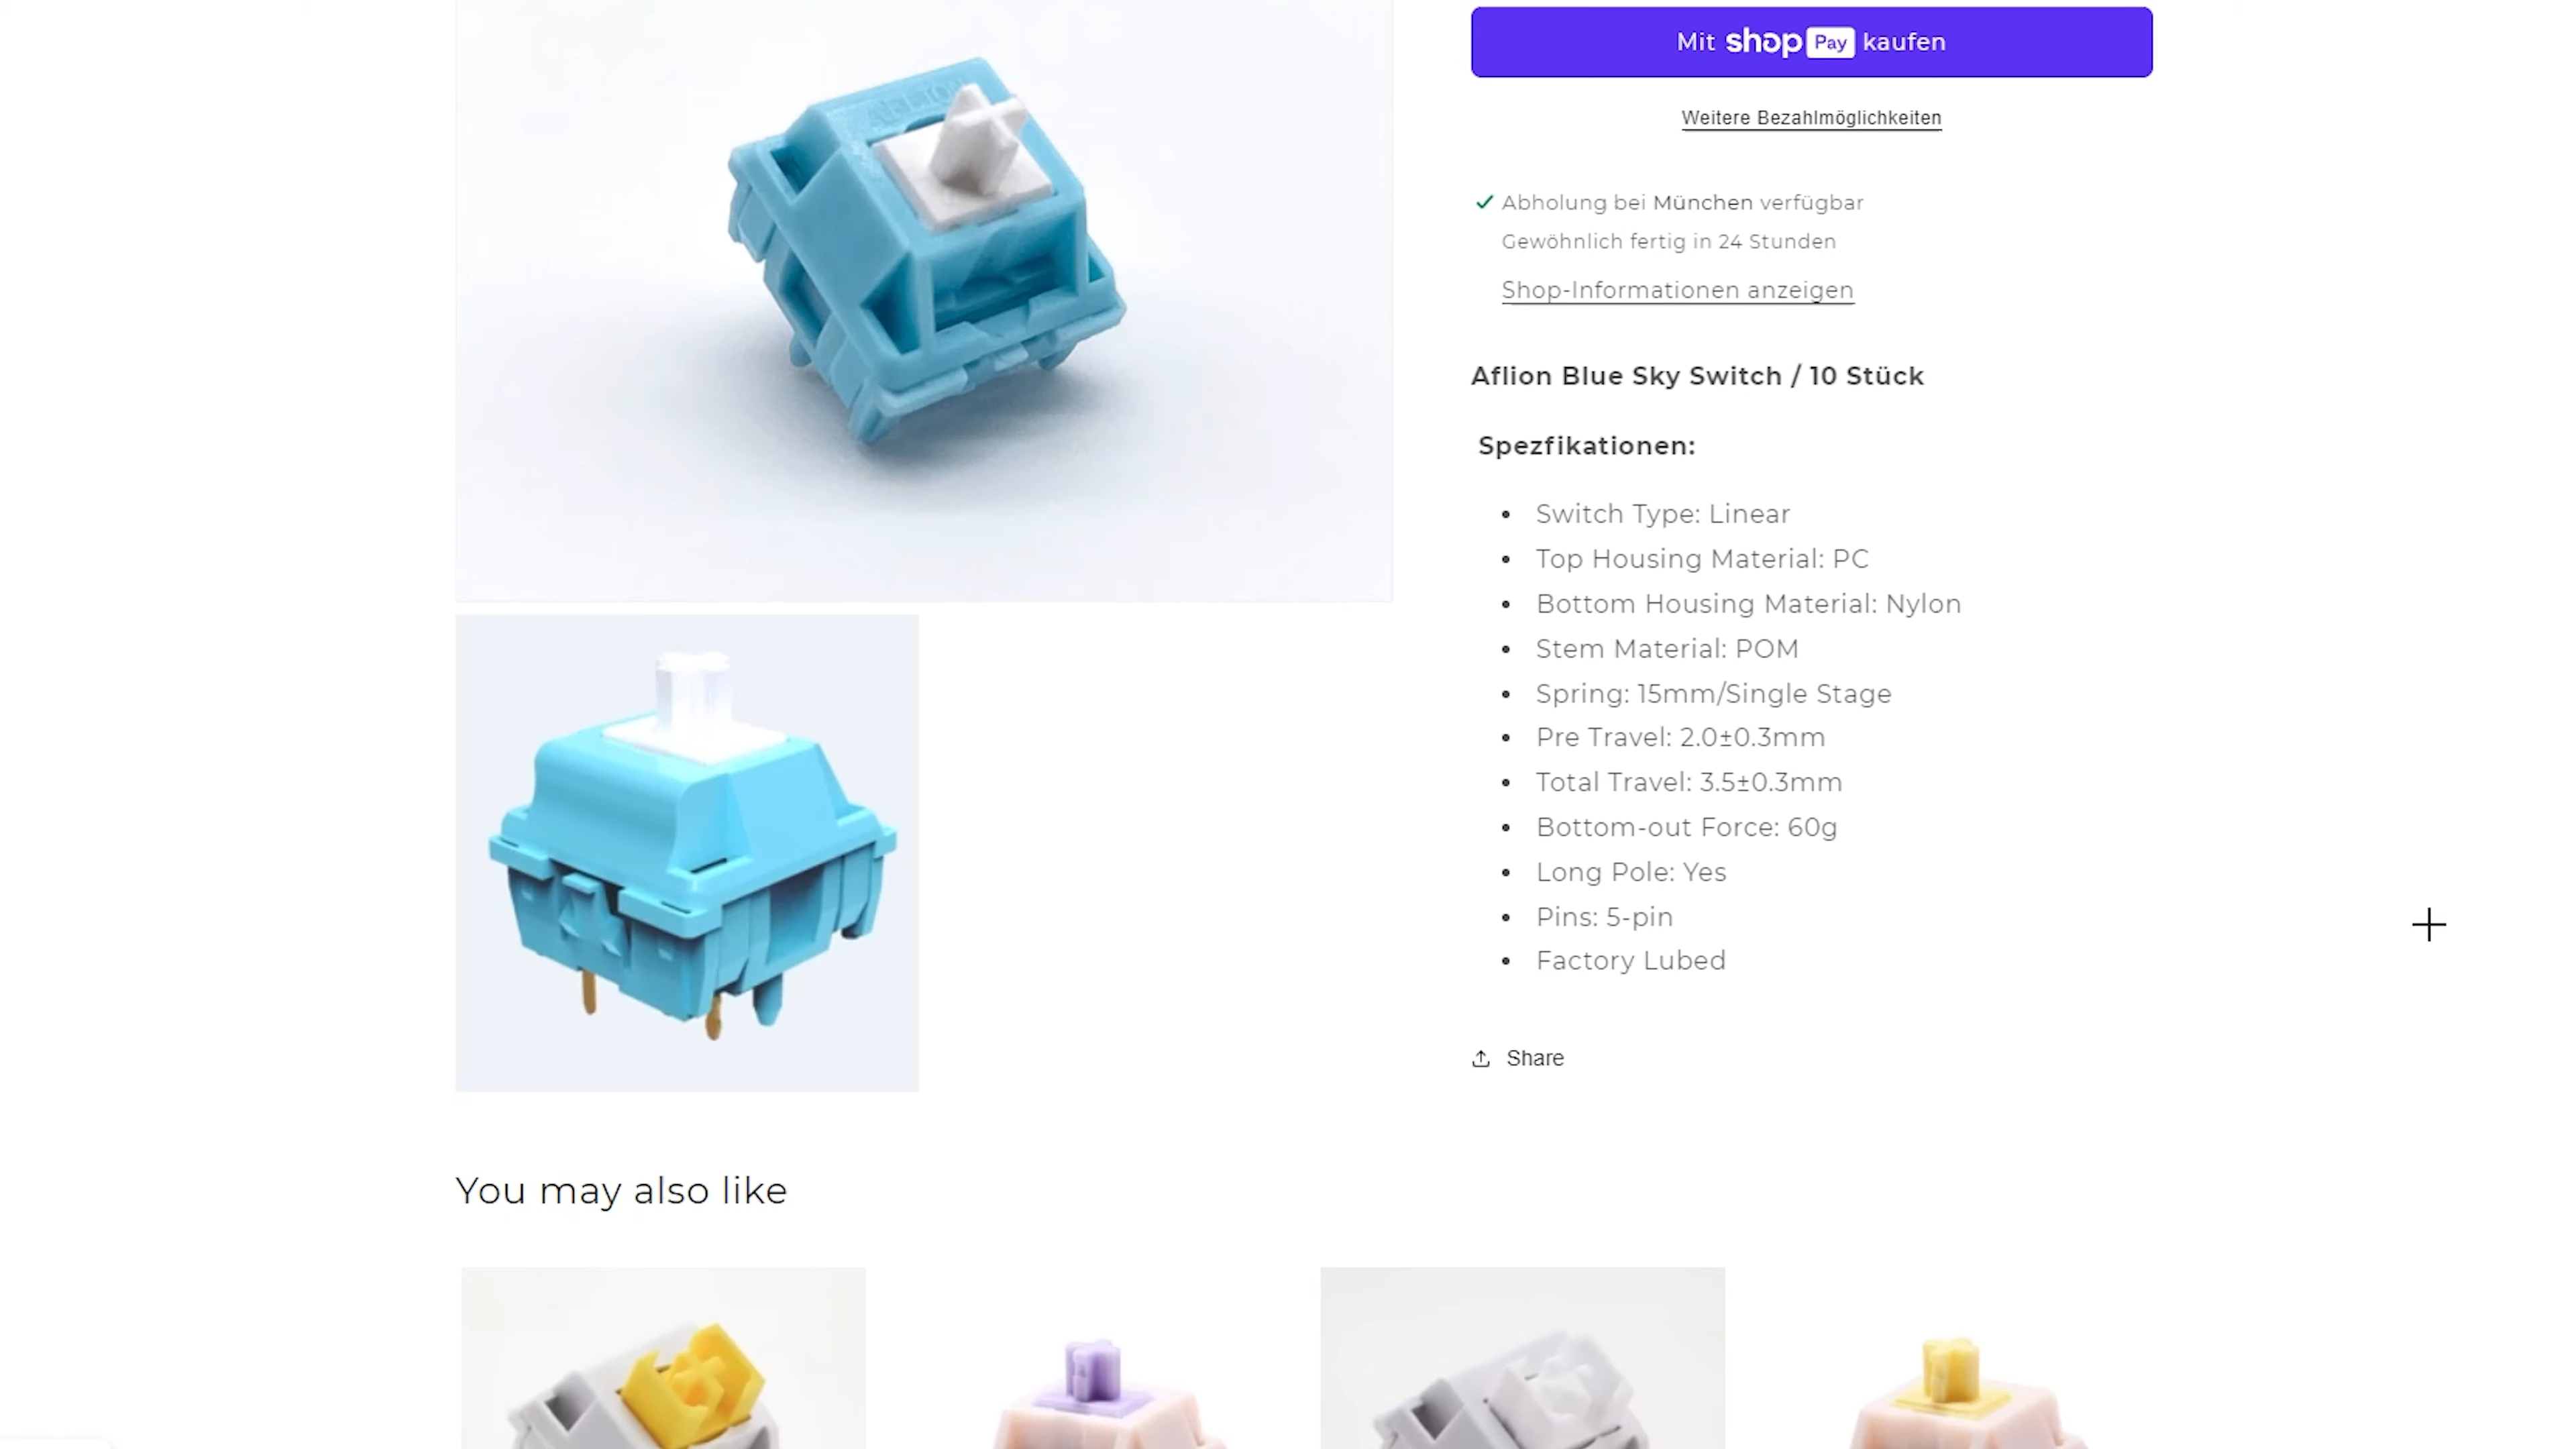 Mit shop Pay kaufen
Weitere Bezahlmöglichkeiten
Abholung bei München verfügbar
Gewöhnlich fertig in 24 Stunden
Shop-Informationen anzeigen
Aflion Blue Sky Switch / 10 Stück
Spezfikationen:
Switch Type: Linear
Top Housing Material: PC
Bottom Housing Material: Nylon
Stem Material: POM
Spring: 15mm/Single Stage
Pre Travel: 2.0±0.3mm
Total Travel: 3.5±0.3mm
Bottom-out Force: 60g
Long Pole: Yes
Pins: 5-pin
Factory Lubed
Share
You may also like